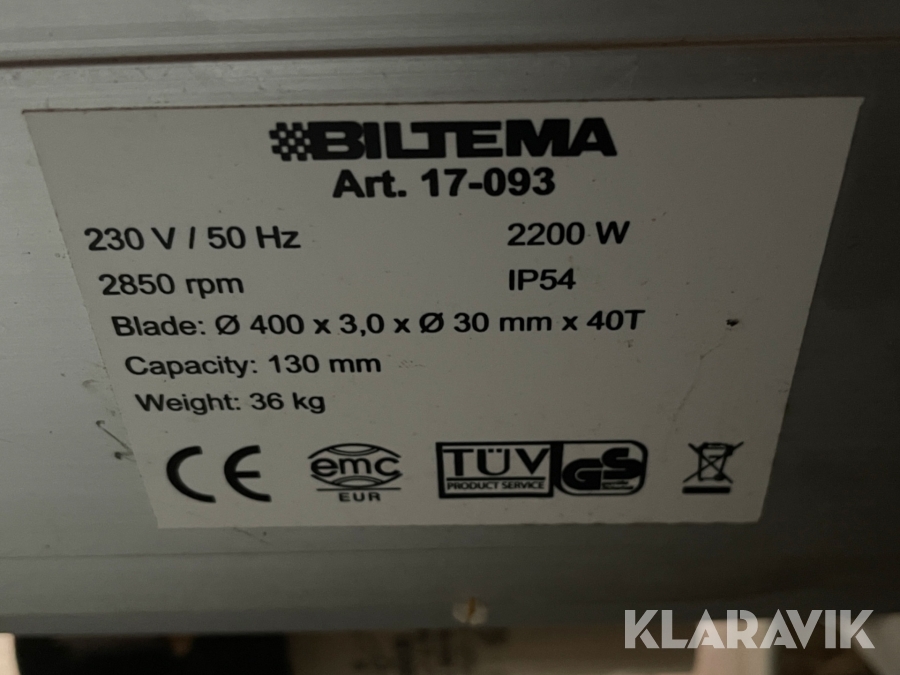 BILTEMA
Art. 17-093
230 V / 50 Hz 2200 W
2850 rpm IP54
Blade: Ø 400 x 3,0 x Ø 30 mm x 40T
Capacity: 130 mm
Weight: 36 kg
CE emc EUR TÜV PRODUCT SERVICE GS
KLARAVIK